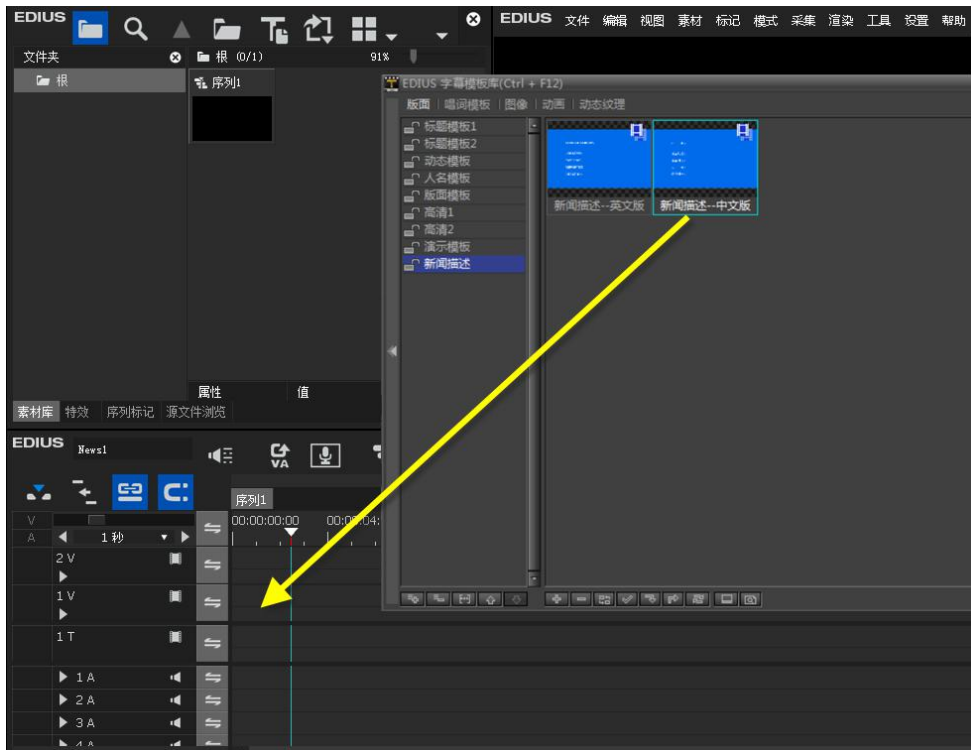 EDIUS
EDIUS 文件 编辑 视图 素材 标记 模式 采集 渲染 工具 设置 帮助
文件夹
根 (0/1) 91%
根
序列1
EDIUS 字幕模板库(Ctrl + F12)
版面 唱词模板 图像 动画 动态纹理
标题模板1
标题模板2
动态模板
人名模板
版面模板
高清1
高清2
演示模板
新闻描述
新闻描述--英文版 新闻描述--中文版
属性 值
素材库 特效 序列标记 源文件浏览
EDIUS News1
VA
序列1
V
A
1秒
00:00:00:00
2 V
1 V
1 T
1 A
2 A
3 A
4 A